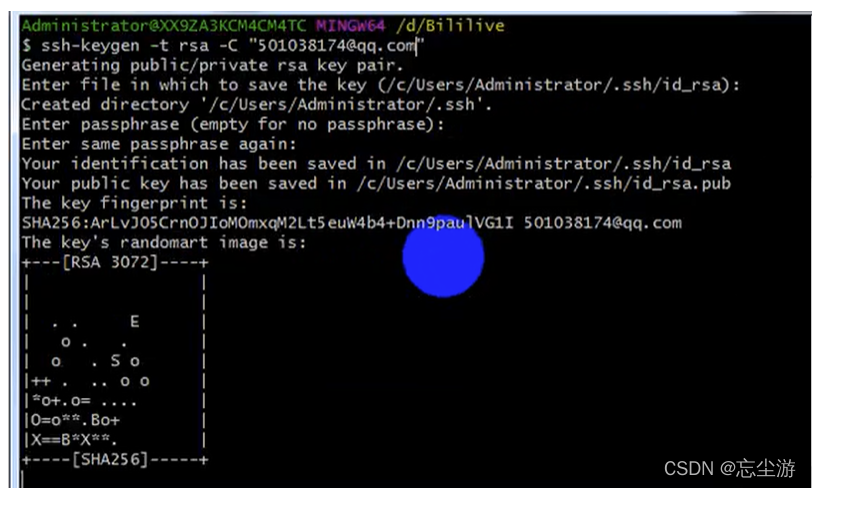 Administrator@XX9ZA3KCM4CM4TC MINGW64 /d/Bililive
$ ssh-keygen -t rsa -C "501038174@qq.com"
Generating public/private rsa key pair.
Enter file in which to save the key (/c/Users/Administrator/.ssh/id_rsa):
Created directory '/c/Users/Administrator/.ssh'.
Enter passphrase (empty for no passphrase):
Enter same passphrase again:
Your identification has been saved in /c/Users/Administrator/.ssh/id_rsa
Your public key has been saved in /c/Users/Administrator/.ssh/id_rsa.pub
The key fingerprint is:
SHA256:ArLvJO5CrnOJIoMOmxqM2Lt5euW4b4+Dnn9paulVG1I 501038174@qq.com
The key's randomart image is:
+---[RSA 3072]----+
|                 |
|                 |
|  . .     E      |
|   o .   .       |
|  o   . S o      |
|++ .  .. o o     |
|*o+.o= ....      |
|O=o**.Bo+        |
|X==B*X**.        |
+----[SHA256]-----+
CSDN @忘尘游